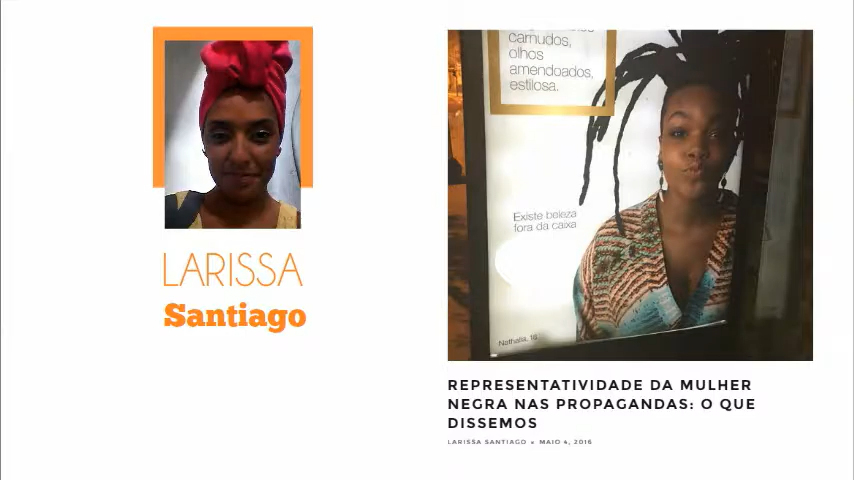 LARISSA
Santiago
carnudos,
olhos
amendoados,
estilosa.
Existe beleza
fora da caixa
Nathalia, 16
REPRESENTATIVIDADE DA MULHER
NEGRA NAS PROPAGANDAS: O QUE
DISSEMOS
LARISSA SANTIAGO × MAIO 4, 2016